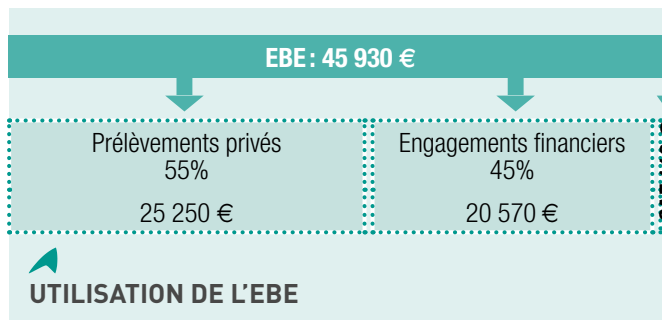 EBE : 45 930 €
Prélèvements privés
55%
25 250 €
Engagements financiers
45%
20 570 €
UTILISATION DE L’EBE